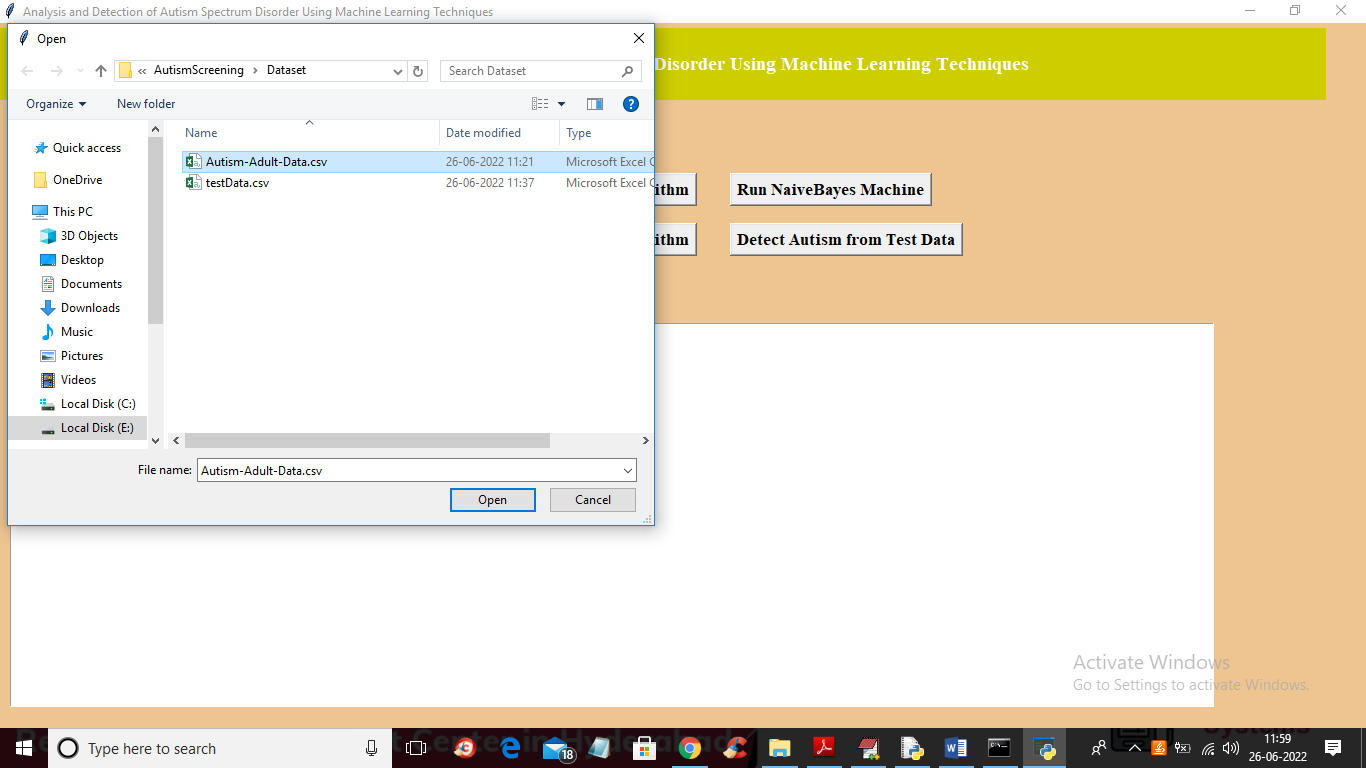 Analysis and Detection of Autism Spectrum Disorder Using Machine Learning Techniques
Open
« AutismScreening > Dataset
Search Dataset
Disorder Using Machine Learning Techniques
Organize
New folder
Name
Date modified
Type
Quick access
OneDrive
This PC
3D Objects
Desktop
Documents
Downloads
Music
Pictures
Videos
Local Disk (C:)
Local Disk (E:)
Autism-Adult-Data.csv 26-06-2022 11:21 Microsoft Excel C
testData.csv 26-06-2022 11:37 Microsoft Excel C
ithm
Run NaiveBayes Machine
ithm
Detect Autism from Test Data
File name: Autism-Adult-Data.csv
Open
Cancel
Activate Windows
Go to Settings to activate Windows.
Type here to search
18
11:59
26-06-2022